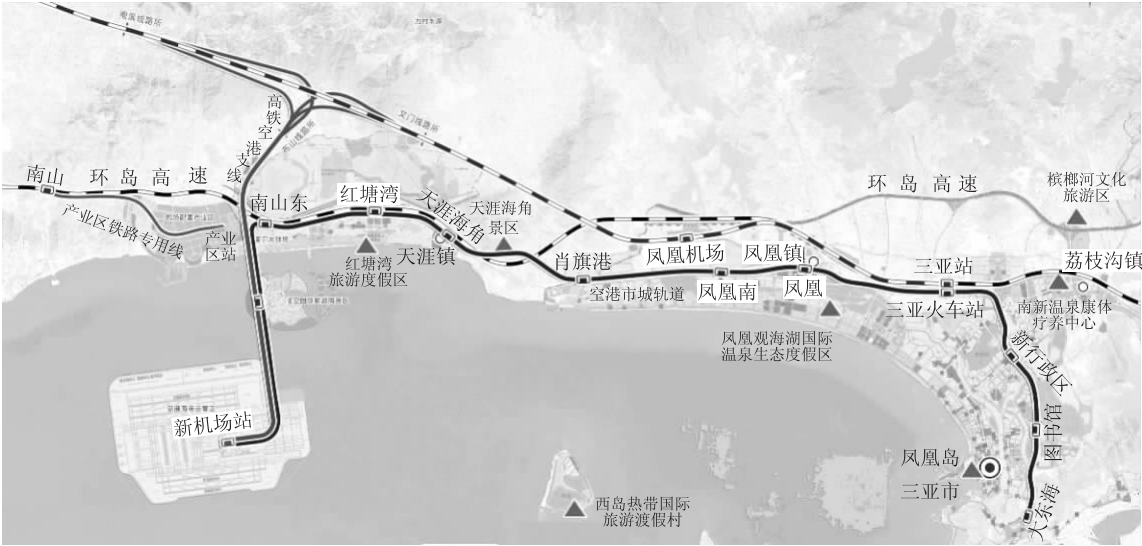 高铁空港支线
南山
环岛高速
南山东
红塘湾
天涯海角
天涯海角
景区
产业区铁路专用线
产业
区站
红塘湾
旅游度假区
天涯镇
肖旗港
空港市城轨道
凤凰机场
凤凰南
凤凰镇
凤凰
凤凰观海湖国际
温泉生态度假区
环岛高速
槟榔河文化
旅游区
三亚站
三亚火车站
荔枝沟镇
南新温泉康体
疗养中心
新行政区
图书馆
大东海
凤凰岛
三亚市
新机场站
西岛热带国际
旅游渡假村